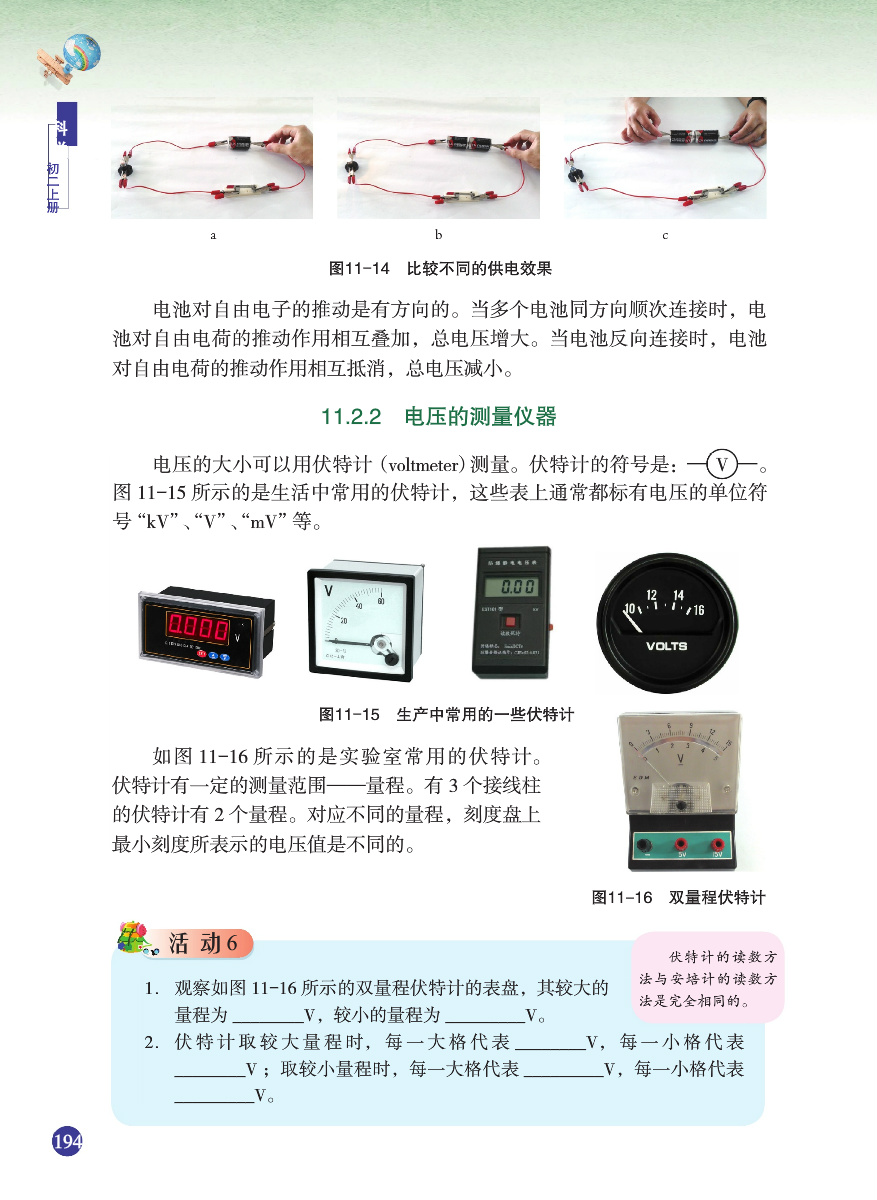 科
初二上册
a
b
c
图11-14 比较不同的供电效果
电池对自由电子的推动是有方向的。当多个电池同方向顺次连接时，电
池对自由电荷的推动作用相互叠加，总电压增大。当电池反向连接时，电池
对自由电荷的推动作用相互抵消，总电压减小。
11.2.2 电压的测量仪器
电压的大小可以用伏特计（voltmeter）测量。伏特计的符号是：V。
图 11-15 所示的是生活中常用的伏特计，这些表上通常都标有电压的单位符
号“kV”、“V”、“mV”等。
0.000 V
V
20 40 60
0.00
读数保持
10 12 14 16
VOLTS
图11-15 生产中常用的一些伏特计
如图 11-16 所示的是实验室常用的伏特计。
伏特计有一定的测量范围——量程。有 3 个接线柱
的伏特计有 2 个量程。对应不同的量程，刻度盘上
最小刻度所表示的电压值是不同的。
0 3 6 9 12 15
0 1 2 3 4 5
V
- 5V 15V
图11-16 双量程伏特计
活动6
伏特计的读数方
法与安培计的读数方
法是完全相同的。
1. 观察如图 11-16 所示的双量程伏特计的表盘，其较大的
量程为 ________V，较小的量程为 _________V。
2. 伏特计取较大量程时，每一大格代表 ________V，每一小格代表
________V；取较小量程时，每一大格代表 _________V，每一小格代表
_________V。
194